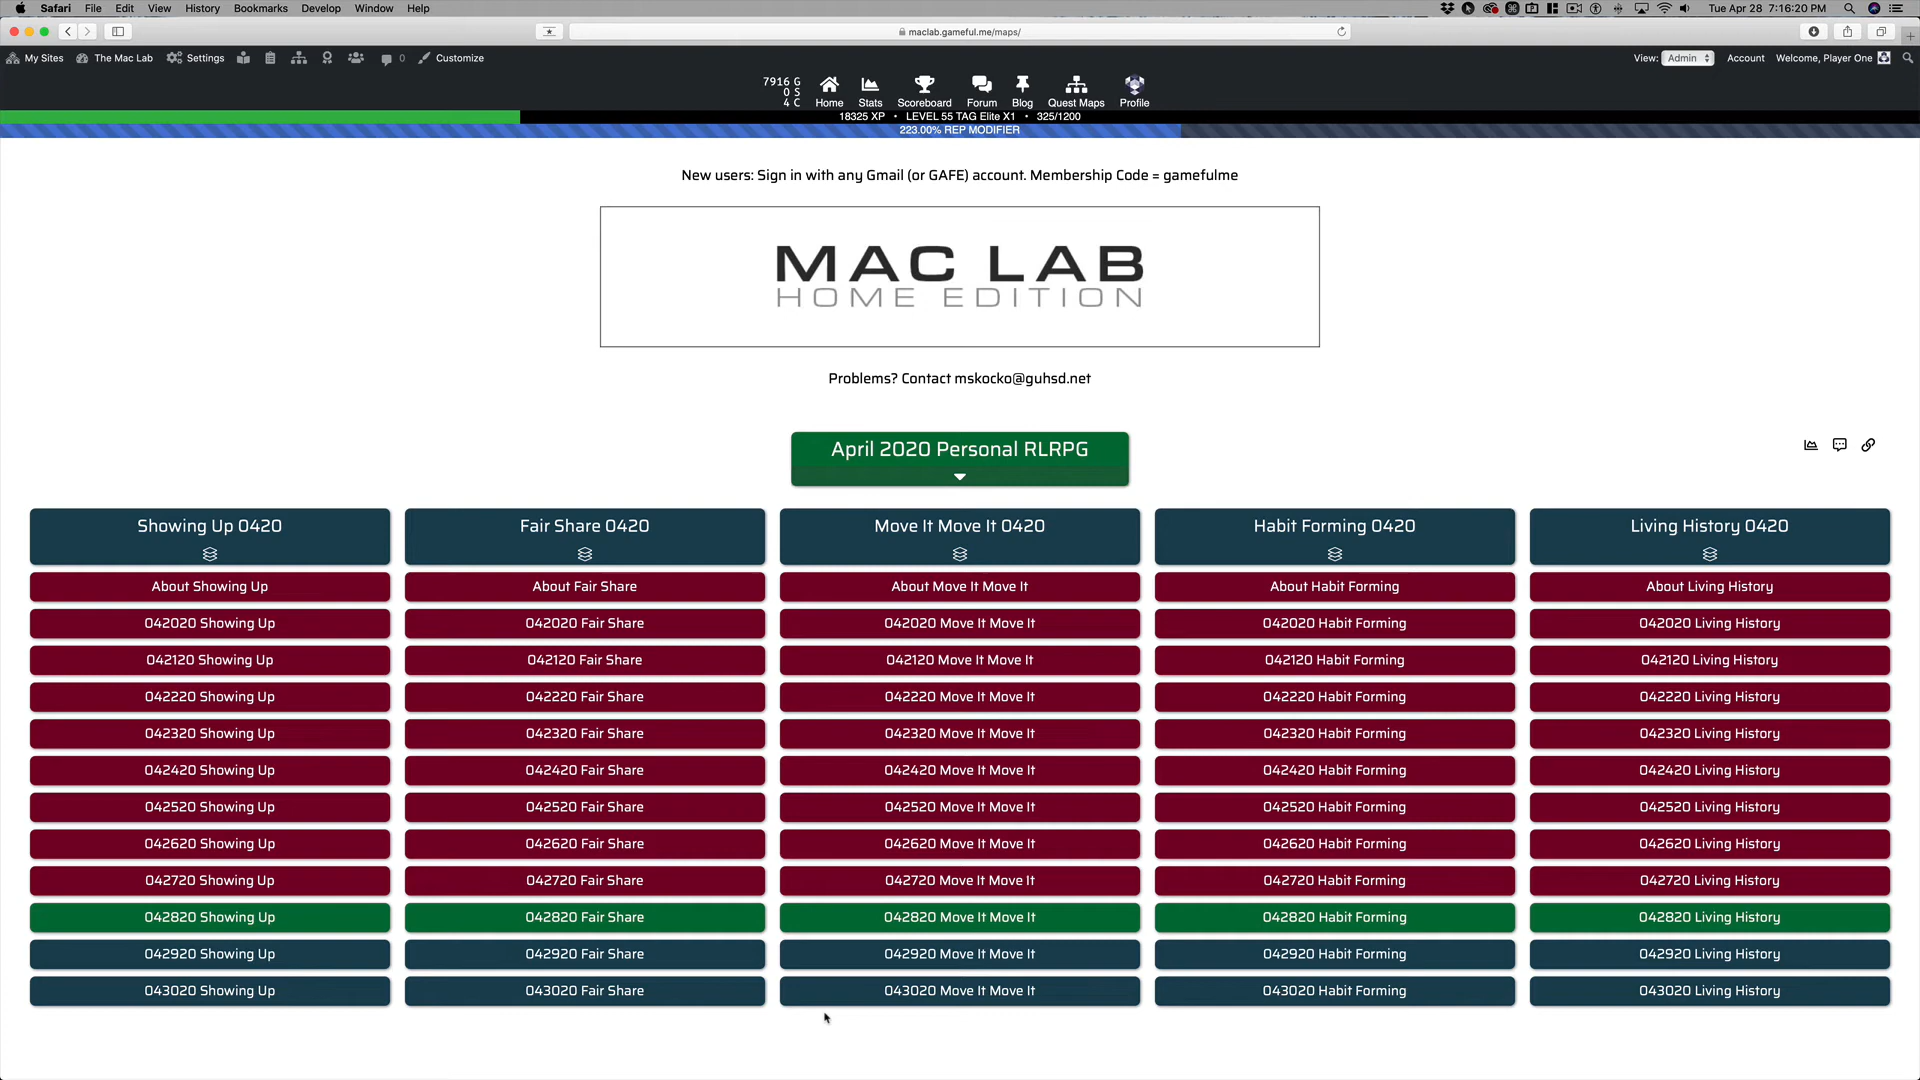 Safari File Edit View History Bookmarks Develop Window Help Tue Apr 28 7:16:20 PM
maclab.gameful.me/maps/
My Sites The Mac Lab Settings 0 Customize View: Admin Account Welcome, Player One
7916 G
0 S
4 C
Home Stats Scoreboard Forum Blog Quest Maps Profile
18325 XP • LEVEL 55 TAG Elite X1 • 325/1200
223.00% REP MODIFIER
New users: Sign in with any Gmail (or GAFE) account. Membership Code = gamefulme
MAC LAB
HOME EDITION
Problems? Contact mskocko@guhsd.net
April 2020 Personal RLRPG
Showing Up 0420 Fair Share 0420 Move It Move It 0420 Habit Forming 0420 Living History 0420
About Showing Up About Fair Share About Move It Move It About Habit Forming About Living History
042020 Showing Up 042020 Fair Share 042020 Move It Move It 042020 Habit Forming 042020 Living History
042120 Showing Up 042120 Fair Share 042120 Move It Move It 042120 Habit Forming 042120 Living History
042220 Showing Up 042220 Fair Share 042220 Move It Move It 042220 Habit Forming 042220 Living History
042320 Showing Up 042320 Fair Share 042320 Move It Move It 042320 Habit Forming 042320 Living History
042420 Showing Up 042420 Fair Share 042420 Move It Move It 042420 Habit Forming 042420 Living History
042520 Showing Up 042520 Fair Share 042520 Move It Move It 042520 Habit Forming 042520 Living History
042620 Showing Up 042620 Fair Share 042620 Move It Move It 042620 Habit Forming 042620 Living History
042720 Showing Up 042720 Fair Share 042720 Move It Move It 042720 Habit Forming 042720 Living History
042820 Showing Up 042820 Fair Share 042820 Move It Move It 042820 Habit Forming 042820 Living History
042920 Showing Up 042920 Fair Share 042920 Move It Move It 042920 Habit Forming 042920 Living History
043020 Showing Up 043020 Fair Share 043020 Move It Move It 043020 Habit Forming 043020 Living History